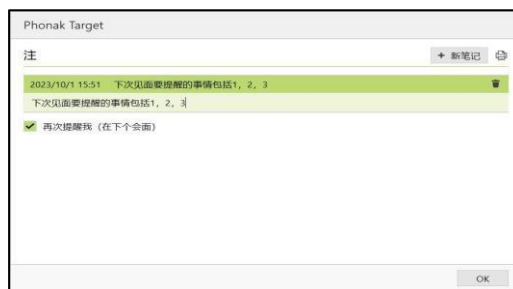 Phonak Target
注
+ 新笔记
2023/10/1 15:51 下次见面要提醒的事情包括1, 2, 3
下次见面要提醒的事情包括1, 2, 3
再次提醒我 (在下个会面)
OK